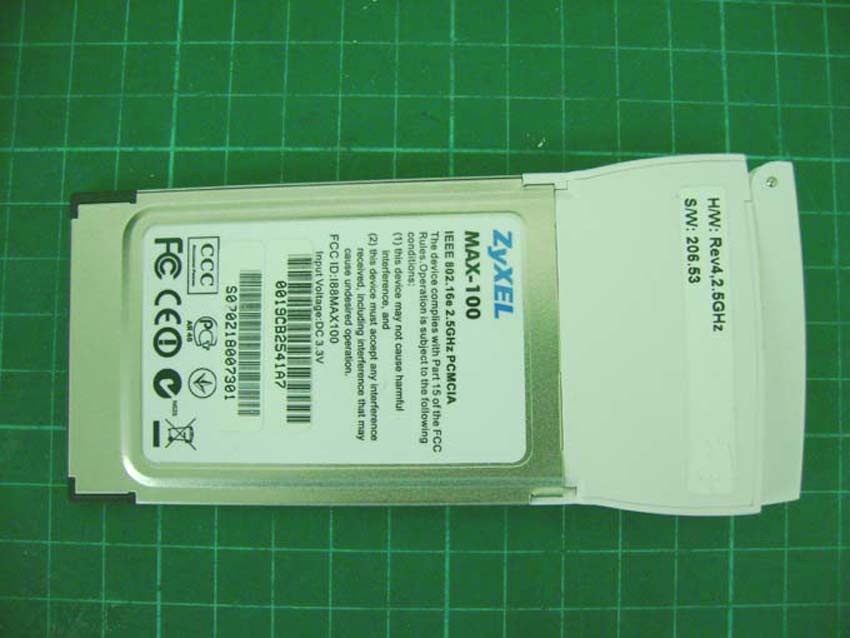 H/W: Rev4,2.5GHz
S/W: 206.53
ZyXEL
MAX-100
IEEE 802.16e 2.5GHz PCMCIA
The device complies with Part 15 of the FCC
Rules.Operation is subject to the following
conditions:
(1) this device may not cause harmful
interference, and
(2) this device must accept any interference
received, including interference that may
cause undesired operation.
FCC ID:I88MAX100
Input Voltage:DC 3.3V
0019CB2541A7
S070218007301
CCC
FC CE